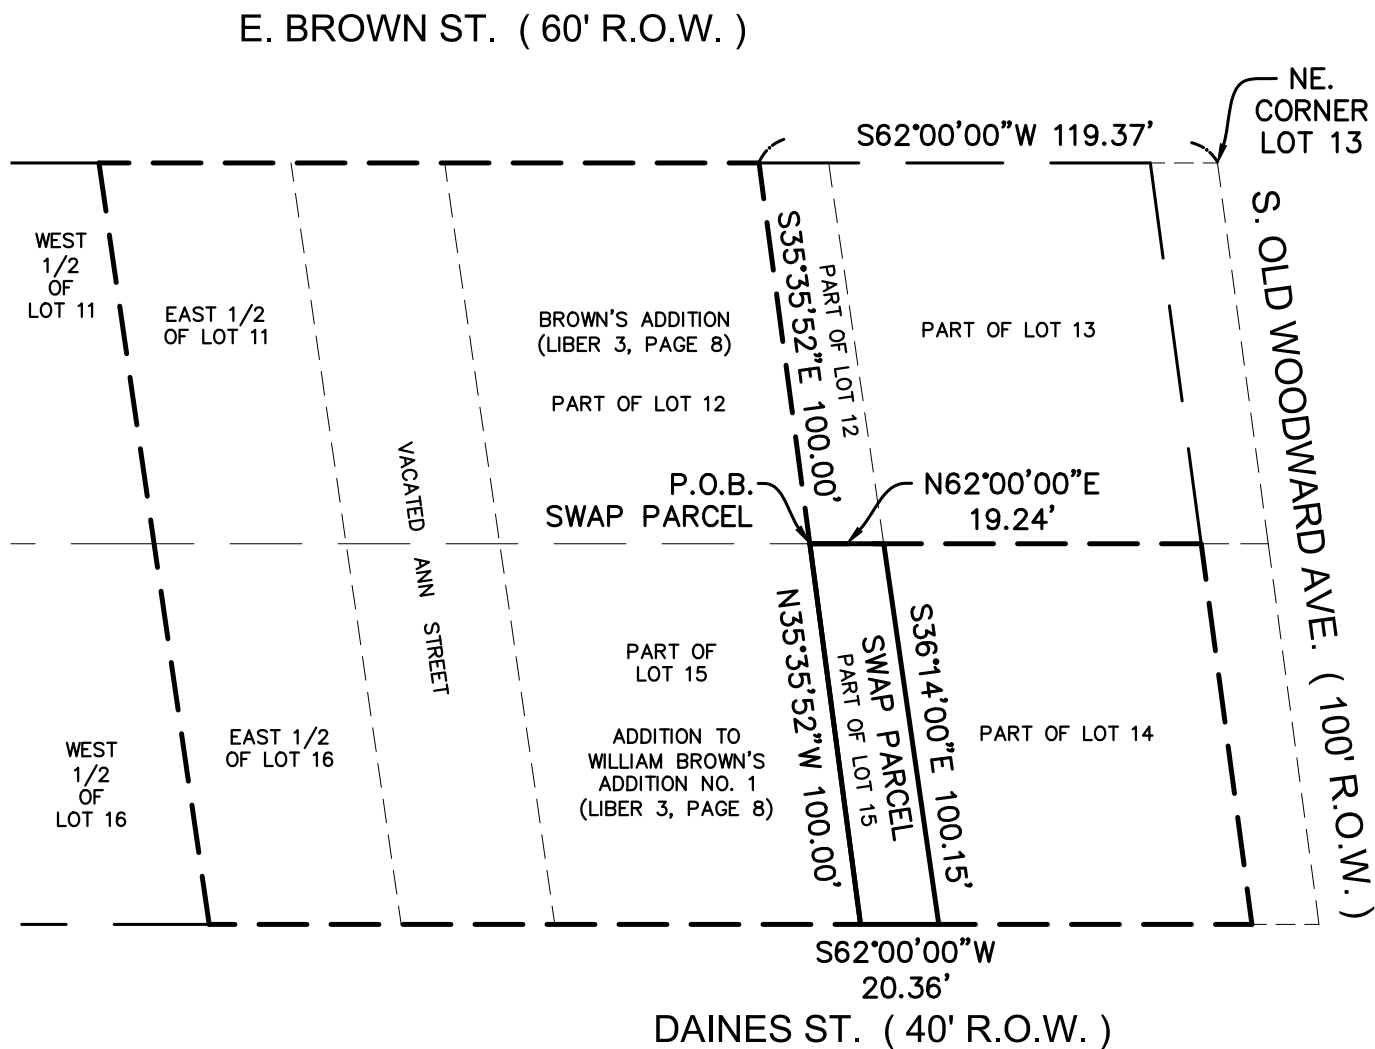 E. BROWN ST. ( 60' R.O.W. )
NE.
CORNER
LOT 13
S62°00'00"W 119.37'
S. OLD WOODWARD AVE. ( 100' R.O.W. )
WEST
1/2
OF
LOT 11
EAST 1/2
OF LOT 11
BROWN'S ADDITION
(LIBER 3, PAGE 8)
PART OF LOT 12
S35°35'52"E 100.00'
PART OF LOT 12
PART OF LOT 13
VACATED ANN STREET
P.O.B.
SWAP PARCEL
N62°00'00"E
19.24'
WEST
1/2
OF
LOT 16
EAST 1/2
OF LOT 16
PART OF
LOT 15
ADDITION TO
WILLIAM BROWN'S
ADDITION NO. 1
(LIBER 3, PAGE 8)
N35°35'52"W 100.00'
SWAP PARCEL
PART OF LOT 15
S36°14'00"E 100.15'
PART OF LOT 14
S62°00'00"W
20.36'
DAINES ST. ( 40' R.O.W. )